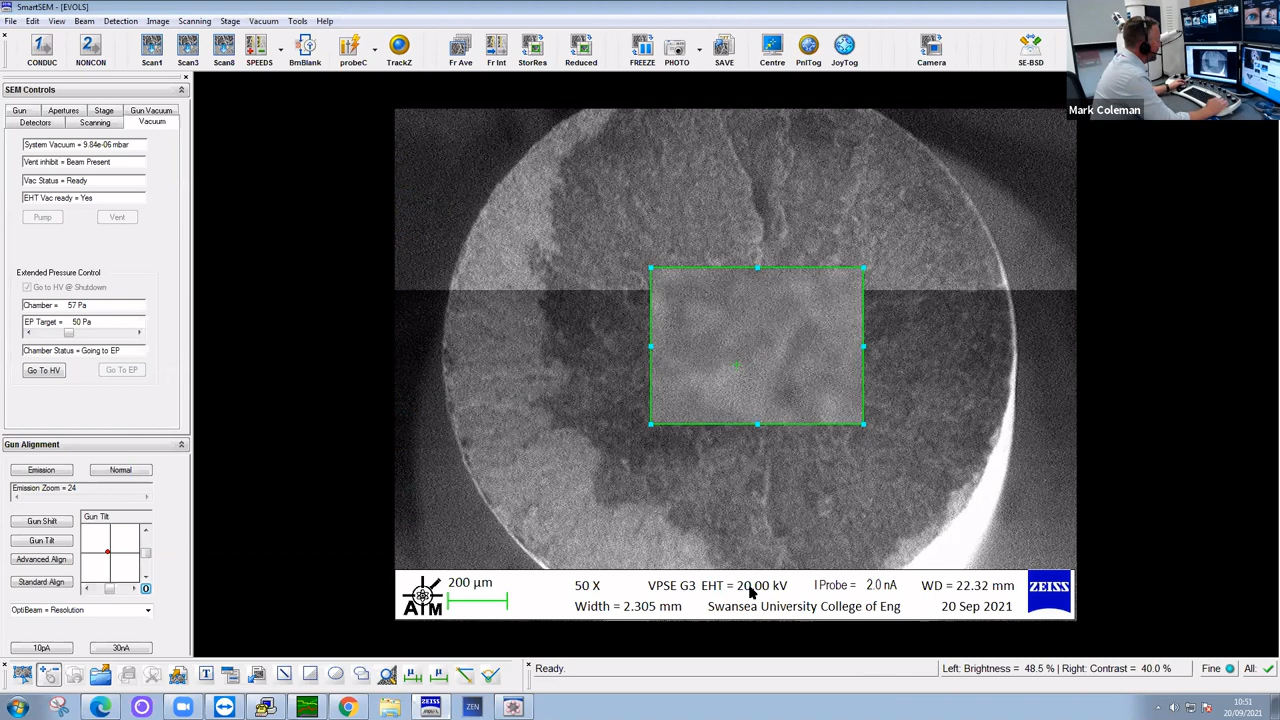 SmartSEM - [EVOLS]
File Edit View Beam Detection Image Scanning Stage Vacuum Tools Help
1 2
CONDUC NONCON Scan1 Scan3 Scan8 SPEEDS BmBlank probeC TrackZ Fr Ave Fr Int StorRes Reduced FREEZE PHOTO SAVE Centre PnlTog JoyTog Camera SE-BSD
Mark Coleman
SEM Controls
Gun Apertures Stage Gun Vacuum
Detectors Scanning Vacuum
System Vacuum = 9.84e-06 mbar
Vent inhibit = Beam Present
Vac Status = Ready
EHT Vac ready = Yes
Pump Vent
Extended Pressure Control
Go to HV @ Shutdown
Chamber = 57 Pa
EP Target = 50 Pa
Chamber Status = Going to EP
Go To HV Go To EP
Gun Alignment
Emission Normal
Emission Zoom = 24
Gun Shift
Gun Tilt
Gun Tilt
Advanced Align
Standard Align
OptiBeam = Resolution
10pA 30nA
AIM
200 µm
50 X VPSE G3 EHT = 20.00 kV I Probe = 2.0 nA WD = 22.32 mm
Width = 2.305 mm Swansea University College of Eng 20 Sep 2021
ZEISS
Ready.
Left: Brightness = 48.5 % Right: Contrast = 40.0 % Fine All:
ZEISS
ZEN
10:51
20/09/2021